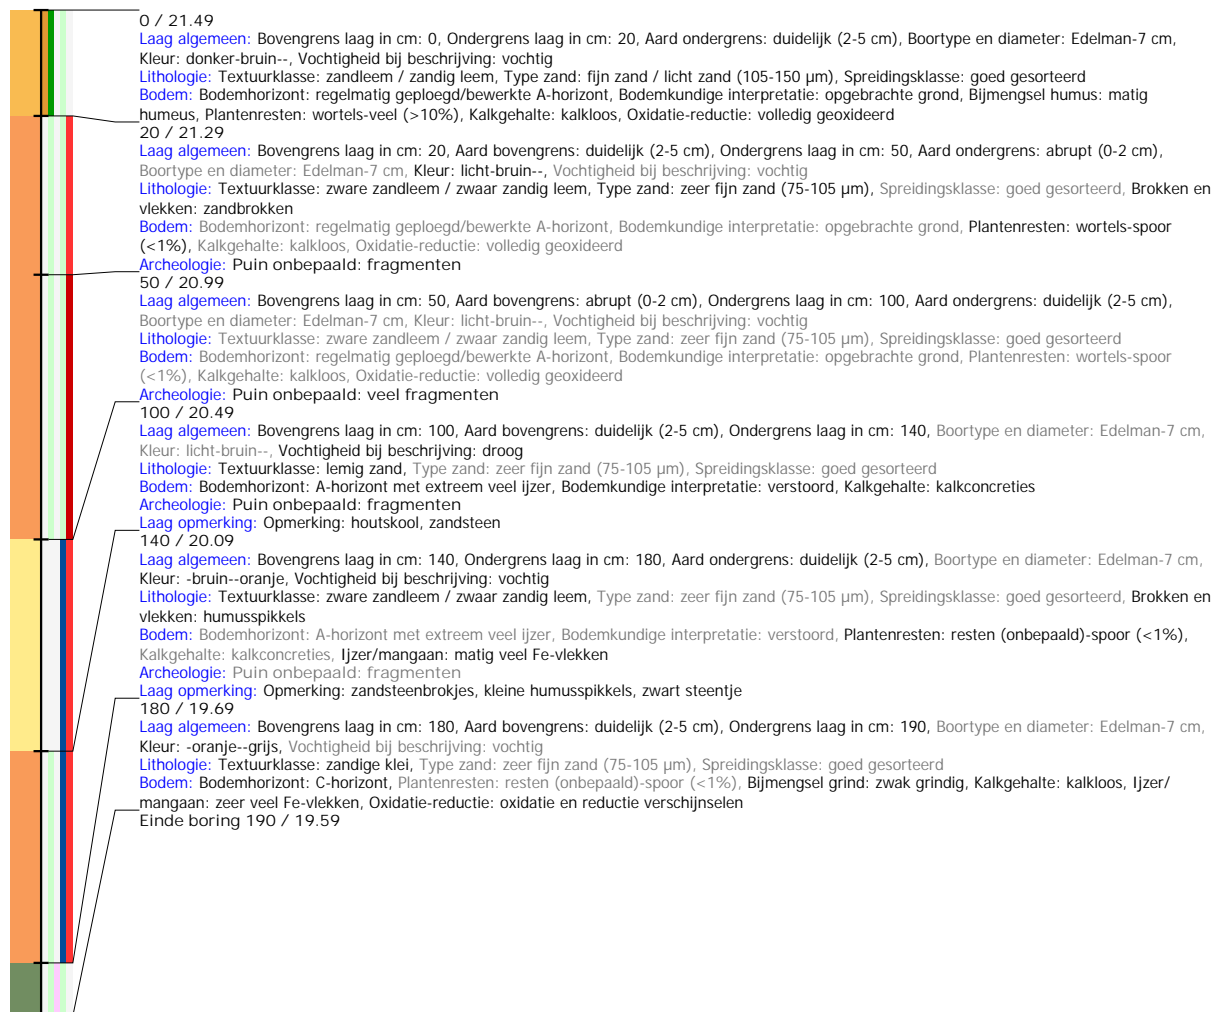 0 / 21.49
Laag algemeen: Bovengrens laag in cm: 0, Ondergrens laag in cm: 20, Aard ondergrens: duidelijk (2-5 cm), Boortype en diameter: Edelman-7 cm,
Kleur: donker-bruin--, Vochtigheid bij beschrijving: vochtig
Lithologie: Textuurklasse: zandleem / zandig leem, Type zand: fijn zand / licht zand (105-150 µm), Spreidingsklasse: goed gesorteerd
Bodem: Bodemhorizont: regelmatig geploegd/bewerkte A-horizont, Bodemkundige interpretatie: opgebrachte grond, Bijmengsel humus: matig
humeus, Plantenresten: wortels-veel (>10%), Kalkgehalte: kalkloos, Oxidatie-reductie: volledig geoxideerd
20 / 21.29
Laag algemeen: Bovengrens laag in cm: 20, Aard bovengrens: duidelijk (2-5 cm), Ondergrens laag in cm: 50, Aard ondergrens: abrupt (0-2 cm),
Boortype en diameter: Edelman-7 cm, Kleur: licht-bruin--, Vochtigheid bij beschrijving: vochtig
Lithologie: Textuurklasse: zware zandleem / zwaar zandig leem, Type zand: zeer fijn zand (75-105 µm), Spreidingsklasse: goed gesorteerd, Brokken en
vlekken: zandbrokken
Bodem: Bodemhorizont: regelmatig geploegd/bewerkte A-horizont, Bodemkundige interpretatie: opgebrachte grond, Plantenresten: wortels-spoor
(<1%), Kalkgehalte: kalkloos, Oxidatie-reductie: volledig geoxideerd
Archeologie: Puin onbepaald: fragmenten
50 / 20.99
Laag algemeen: Bovengrens laag in cm: 50, Aard bovengrens: abrupt (0-2 cm), Ondergrens laag in cm: 100, Aard ondergrens: duidelijk (2-5 cm),
Boortype en diameter: Edelman-7 cm, Kleur: licht-bruin--, Vochtigheid bij beschrijving: vochtig
Lithologie: Textuurklasse: zware zandleem / zwaar zandig leem, Type zand: zeer fijn zand (75-105 µm), Spreidingsklasse: goed gesorteerd
Bodem: Bodemhorizont: regelmatig geploegd/bewerkte A-horizont, Bodemkundige interpretatie: opgebrachte grond, Plantenresten: wortels-spoor
(<1%), Kalkgehalte: kalkloos, Oxidatie-reductie: volledig geoxideerd
Archeologie: Puin onbepaald: veel fragmenten
100 / 20.49
Laag algemeen: Bovengrens laag in cm: 100, Aard bovengrens: duidelijk (2-5 cm), Ondergrens laag in cm: 140, Boortype en diameter: Edelman-7 cm,
Kleur: licht-bruin--, Vochtigheid bij beschrijving: droog
Lithologie: Textuurklasse: lemig zand, Type zand: zeer fijn zand (75-105 µm), Spreidingsklasse: goed gesorteerd
Bodem: Bodemhorizont: A-horizont met extreem veel ijzer, Bodemkundige interpretatie: verstoord, Kalkgehalte: kalkconcreties
Archeologie: Puin onbepaald: fragmenten
Laag opmerking: Opmerking: houtskool, zandsteen
140 / 20.09
Laag algemeen: Bovengrens laag in cm: 140, Ondergrens laag in cm: 180, Aard ondergrens: duidelijk (2-5 cm), Boortype en diameter: Edelman-7 cm,
Kleur: -bruin--oranje, Vochtigheid bij beschrijving: vochtig
Lithologie: Textuurklasse: zware zandleem / zwaar zandig leem, Type zand: zeer fijn zand (75-105 µm), Spreidingsklasse: goed gesorteerd, Brokken en
vlekken: humusspikkels
Bodem: Bodemhorizont: A-horizont met extreem veel ijzer, Bodemkundige interpretatie: verstoord, Plantenresten: resten (onbepaald)-spoor (<1%),
Kalkgehalte: kalkconcreties, Ijzer/mangaan: matig veel Fe-vlekken
Archeologie: Puin onbepaald: fragmenten
Laag opmerking: Opmerking: zandsteenbrokjes, kleine humusspikkels, zwart steentje
180 / 19.69
Laag algemeen: Bovengrens laag in cm: 180, Aard bovengrens: duidelijk (2-5 cm), Ondergrens laag in cm: 190, Boortype en diameter: Edelman-7 cm,
Kleur: -oranje--grijs, Vochtigheid bij beschrijving: vochtig
Lithologie: Textuurklasse: zandige klei, Type zand: zeer fijn zand (75-105 µm), Spreidingsklasse: goed gesorteerd
Bodem: Bodemhorizont: C-horizont, Plantenresten: resten (onbepaald)-spoor (<1%), Bijmengsel grind: zwak grindig, Kalkgehalte: kalkloos, Ijzer/
mangaan: zeer veel Fe-vlekken, Oxidatie-reductie: oxidatie en reductie verschijnselen
Einde boring 190 / 19.59